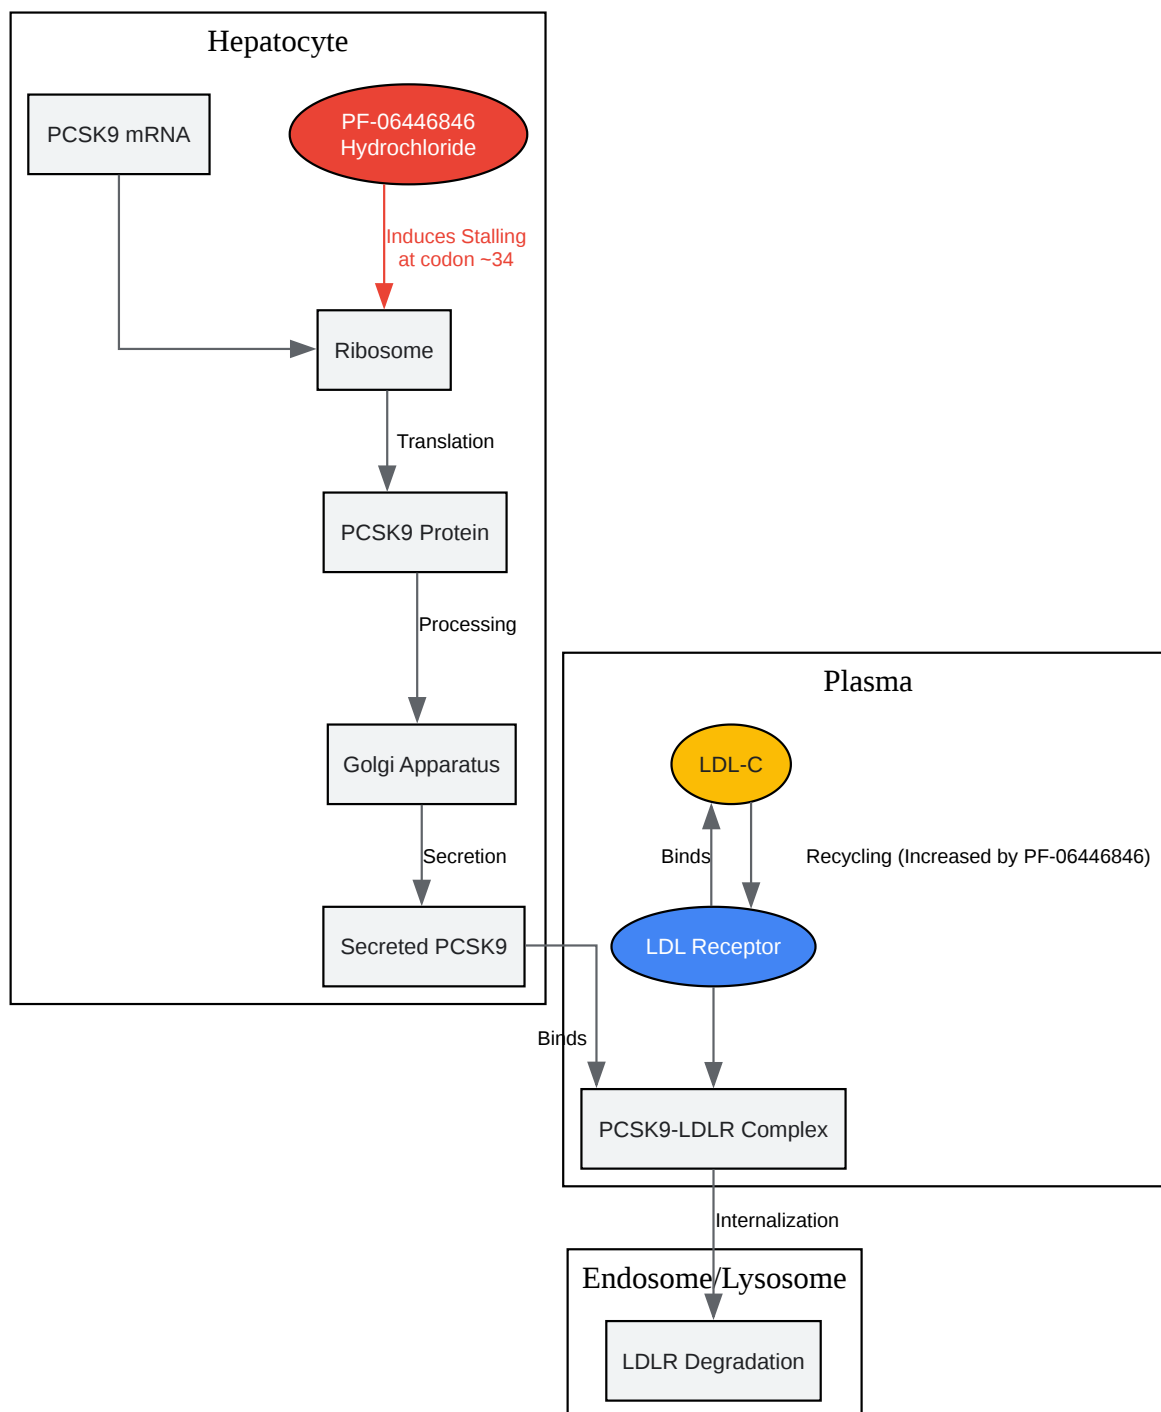 Hepatocyte
PCSK9 mRNA
PF-06446846
Hydrochloride
Induces Stalling
at codon ~34
Ribosome
Translation
PCSK9 Protein
Processing
Golgi Apparatus
Secretion
Secreted PCSK9
Plasma
LDL-C
Binds
Recycling (Increased by PF-06446846)
LDL Receptor
Binds
PCSK9-LDLR Complex
Internalization
Endosome/Lysosome
LDLR Degradation